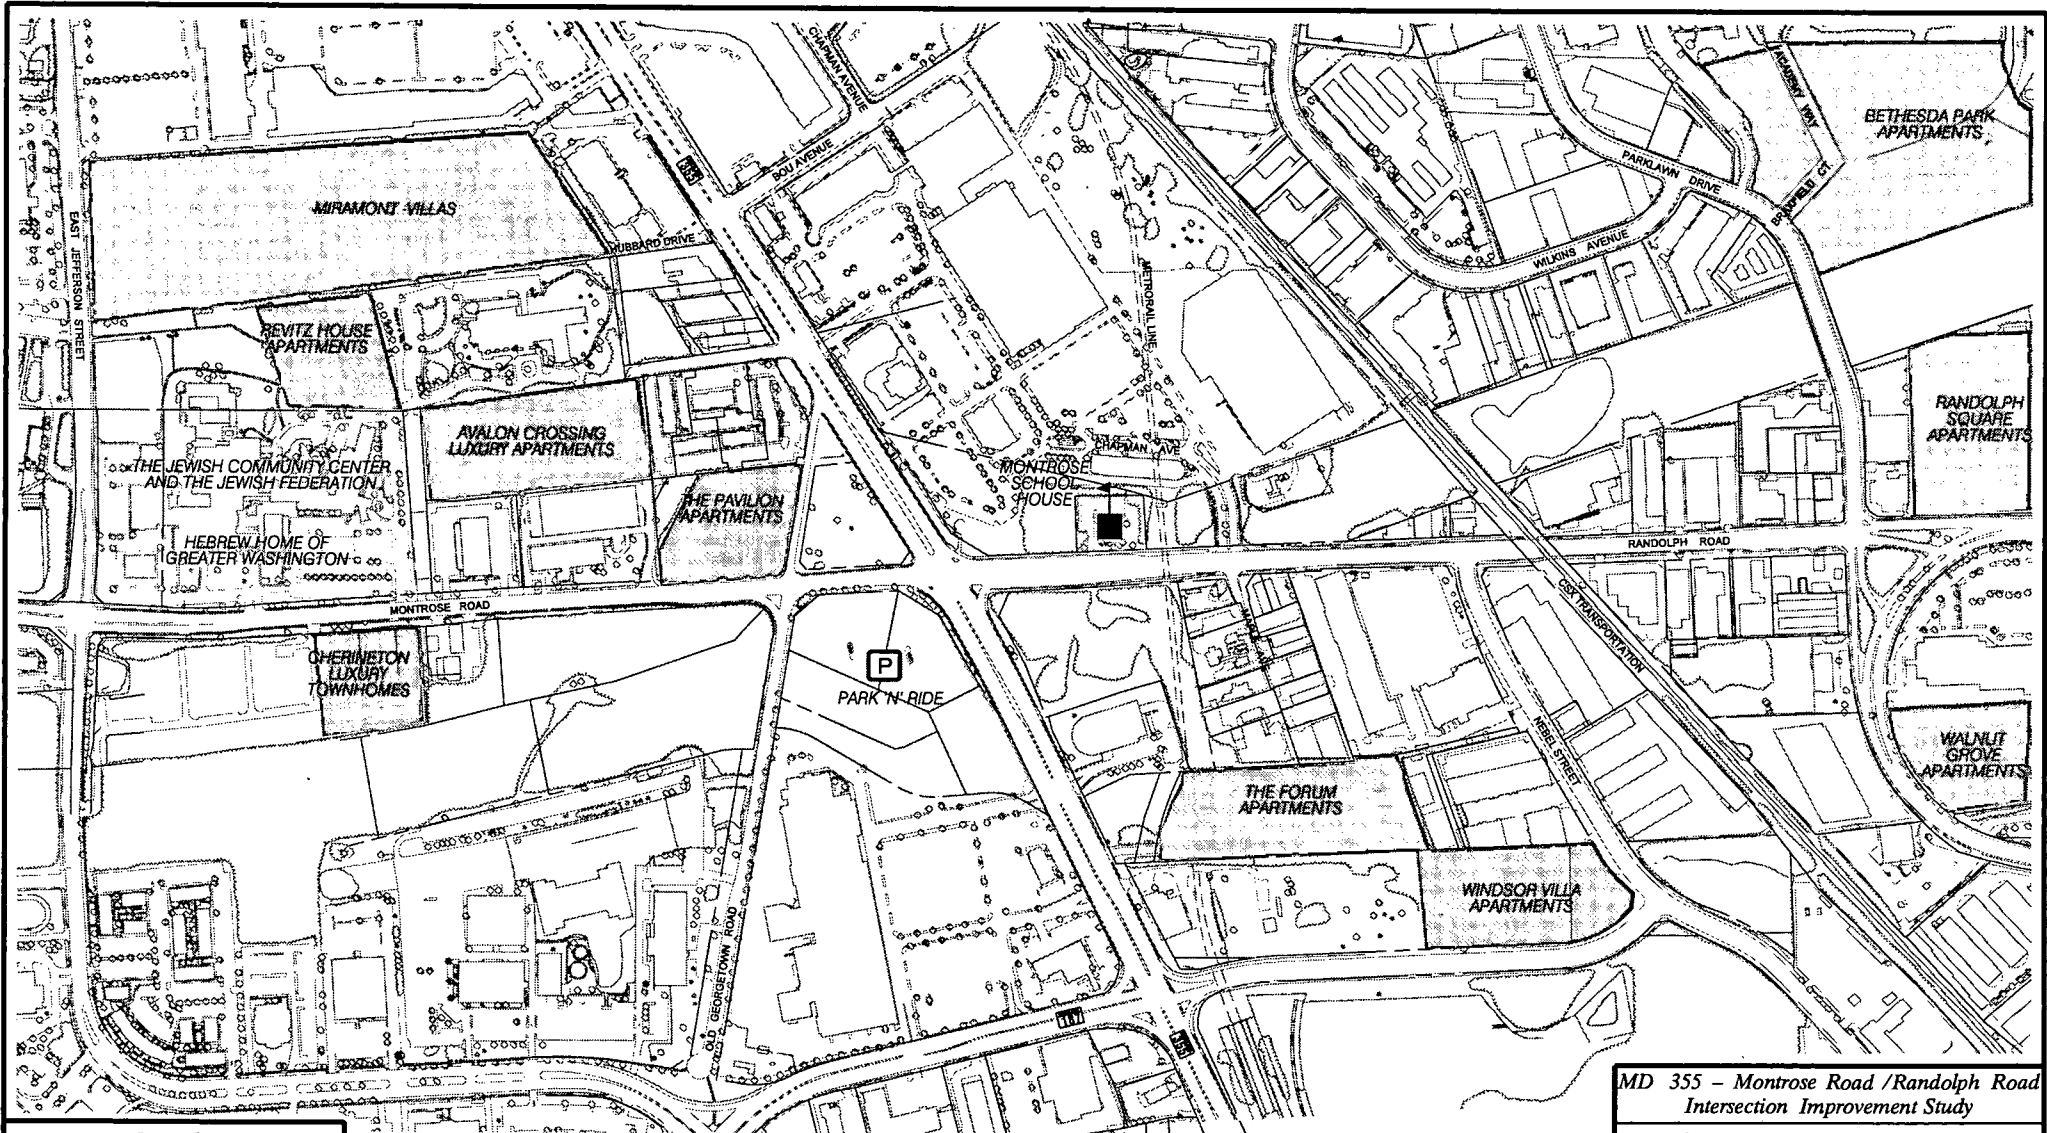 CHAPMAN AVENUE
ACADEMY WAY
BETHESDA PARK
APARTMENTS
355
BOU AVENUE
PARKLAWN DRIVE
MIRAMONT VILLAS
HUBBARD DRIVE
WILKINS AVENUE
EAST JEFFERSON STREET
METRORAIL LINE
REVITZ HOUSE
APARTMENTS
RANDOLPH
SQUARE
APARTMENTS
AVALON CROSSING
LUXURY APARTMENTS
CHAPMAN AVE
THE JEWISH COMMUNITY CENTER
AND THE JEWISH FEDERATION
MONTROSE
SCHOOL
HOUSE
THE PAVILION
APARTMENTS
HEBREW HOME OF
GREATER WASHINGTON
RANDOLPH ROAD
MONTROSE ROAD
CSX TRANSPORTATION
CHERINETON
LUXURY
TOWNHOMES
P
PARK 'N' RIDE
NEBEL STREET
WALNUT
GROVE
APARTMENTS
THE FORUM
APARTMENTS
WINDSOR VILLA
APARTMENTS
OLD GEORGETOWN ROAD
187
355
MD 355 – Montrose Road /Randolph Road
Intersection Improvement Study